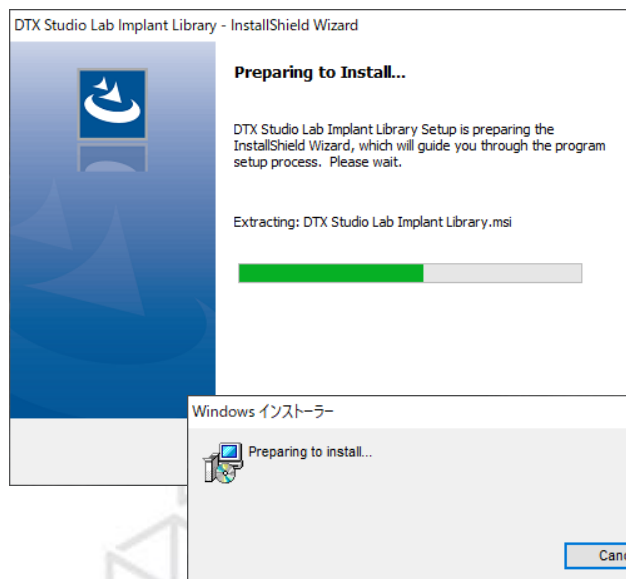 DTX Studio Lab Implant Library - InstallShield Wizard
Preparing to Install...
DTX Studio Lab Implant Library Setup is preparing the
InstallShield Wizard, which will guide you through the program
setup process. Please wait.
Extracting: DTX Studio Lab Implant Library.msi
Windows インストーラー
Preparing to install...
Canc